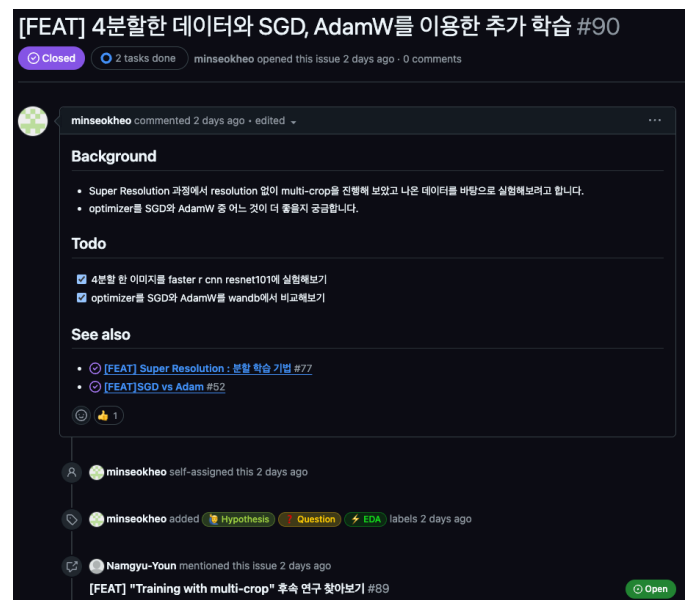 [FEAT] 4분할한 데이터와 SGD, AdamW를 이용한 추가 학습 #90
Closed 2 tasks done minseokheo opened this issue 2 days ago · 0 comments
minseokheo commented 2 days ago • edited
Background
• Super Resolution 과정에서 resolution 없이 multi-crop을 진행해 보았고 나온 데이터를 바탕으로 실험해보려고 합니다.
• optimizer를 SGD와 AdamW 중 어느 것이 더 좋을지 궁금합니다.
Todo
4분할 한 이미지를 faster r cnn resnet101에 실험해보기
optimizer를 SGD와 AdamW를 wandb에서 비교해보기
See also
• [FEAT] Super Resolution : 분할 학습 기법 #77
• [FEAT]SGD vs Adam #52
👍 1
minseokheo self-assigned this 2 days ago
minseokheo added 🙋 Hypothesis ❓ Question ⚡ EDA labels 2 days ago
Namgyu-Youn mentioned this issue 2 days ago
[FEAT] "Training with multi-crop" 후속 연구 찾아보기 #89
Open